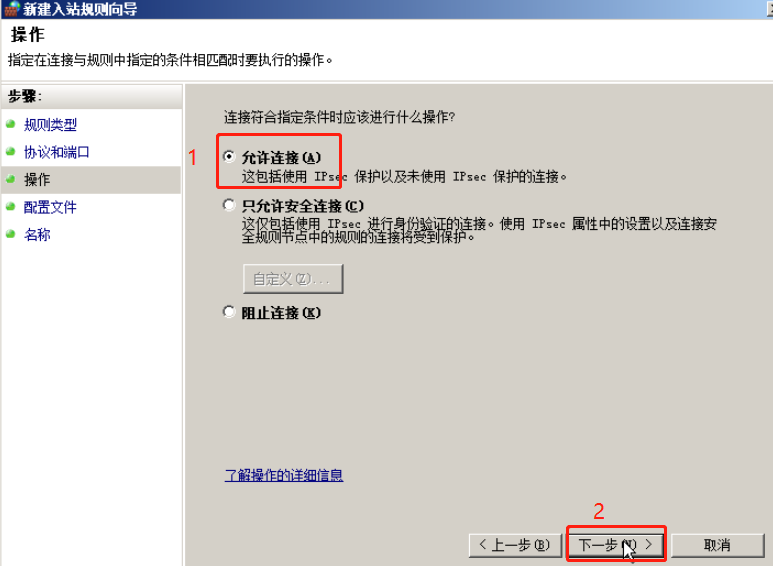 新建入站规则向导
操作
指定在连接与规则中指定的条件相匹配时要执行的操作。
步骤:
规则类型
协议和端口
操作
配置文件
名称
连接符合指定条件时应该进行什么操作?
1
允许连接(A)
这包括使用 IPsec 保护以及未使用 IPsec 保护的连接。
只允许安全连接(C)
这仅包括使用 IPsec 进行身份验证的连接。使用 IPsec 属性中的设置以及连接安
全规则节点中的规则的连接将受到保护。
自定义(Z)...
阻止连接(K)
了解操作的详细信息
2
< 上一步(B)
下一步(N) >
取消